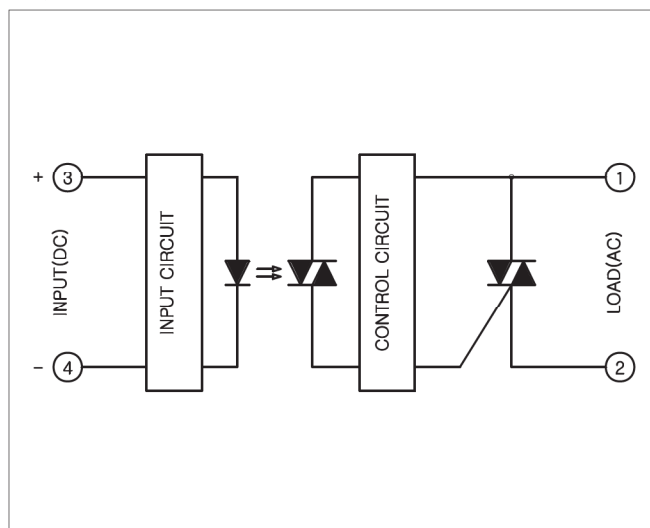 + 3
INPUT(DC)
- 4
INPUT CIRCUIT
CONTROL CIRCUIT
1
LOAD(AC)
2